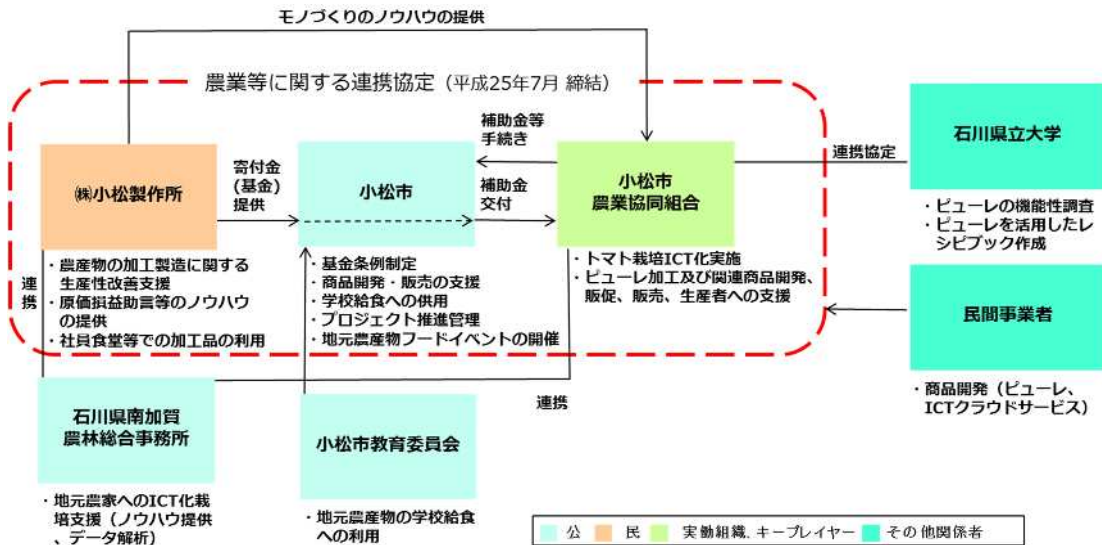 モノづくりのノウハウの提供
農業等に関する連携協定（平成25年7月 締結）
㈱小松製作所
寄付金
(基金)
提供
小松市
補助金等
手続き
補助金
交付
小松市
農業協同組合
連携協定
石川県立大学
・ピューレの機能性調査
・ピューレを活用したレ
シピブック作成
連
携
・農産物の加工製造に関する
生産性改善支援
・原価損益助言等のノウハウ
の提供
・社員食堂等での加工品の利用
・基金条例制定
・商品開発・販売の支援
・学校給食への供用
・プロジェクト推進管理
・地元農産物フードイベントの開催
・トマト栽培ICT化実施
・ピューレ加工及び関連商品開発、
販促、販売、生産者への支援
民間事業者
・商品開発（ピューレ、
ICTクラウドサービス）
石川県南加賀
農林総合事務所
連携
小松市教育委員会
・地元農家へのICT化栽
培支援（ノウハウ提供
、データ解析）
・地元農産物の学校給食
への利用
公 民 実働組織、キープレイヤー その他関係者